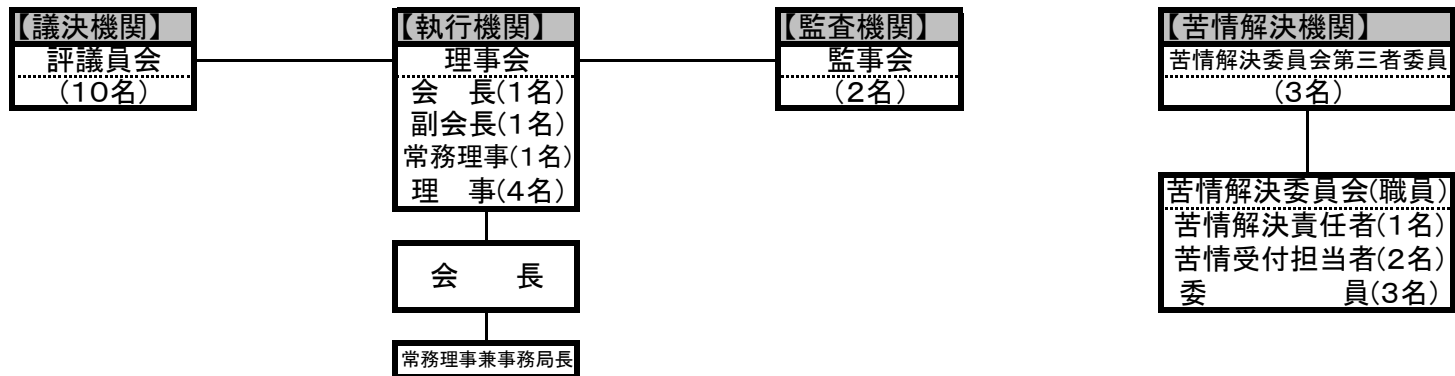 【議決機関】
評議員会
(10名)
【執行機関】
理事会
会　長(1名)
副会長(1名)
常務理事(1名)
理　事(4名)
会　　長
常務理事兼事務局長
【監査機関】
監事会
(2名)
【苦情解決機関】
苦情解決委員会第三者委員
(3名)
苦情解決委員会(職員)
苦情解決責任者(1名)
苦情受付担当者(2名)
委　　　　員(3名)